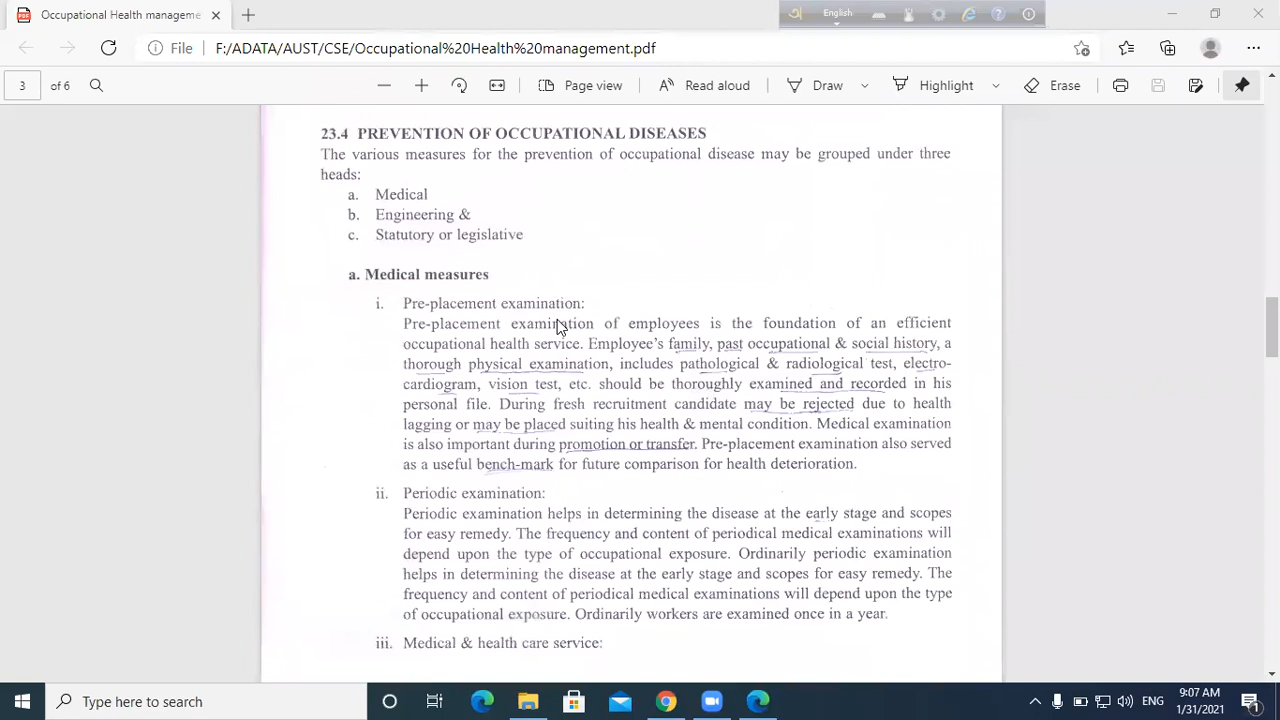 Occupational Health manageme
English
File
F:/ADATA/AUST/CSE/Occupational%20Health%20management.pdf
3 of 6
Page view
Read aloud
Draw
Highlight
Erase
23.4 PREVENTION OF OCCUPATIONAL DISEASES
The various measures for the prevention of occupational disease may be grouped under three
heads:
a. Medical
b. Engineering &
c. Statutory or legislative
a. Medical measures
i. Pre-placement examination:
Pre-placement examination of employees is the foundation of an efficient
occupational health service. Employee's family, past occupational & social history, a
thorough physical examination, includes pathological & radiological test, electro-
cardiogram, vision test, etc. should be thoroughly examined and recorded in his
personal file. During fresh recruitment candidate may be rejected due to health
lagging or may be placed suiting his health & mental condition. Medical examination
is also important during promotion or transfer. Pre-placement examination also served
as a useful bench-mark for future comparison for health deterioration.
ii. Periodic examination:
Periodic examination helps in determining the disease at the early stage and scopes
for easy remedy. The frequency and content of periodical medical examinations will
depend upon the type of occupational exposure. Ordinarily periodic examination
helps in determining the disease at the early stage and scopes for easy remedy. The
frequency and content of periodical medical examinations will depend upon the type
of occupational exposure. Ordinarily workers are examined once in a year.
iii. Medical & health care service:
Type here to search
ENG
9:07 AM
1/31/2021